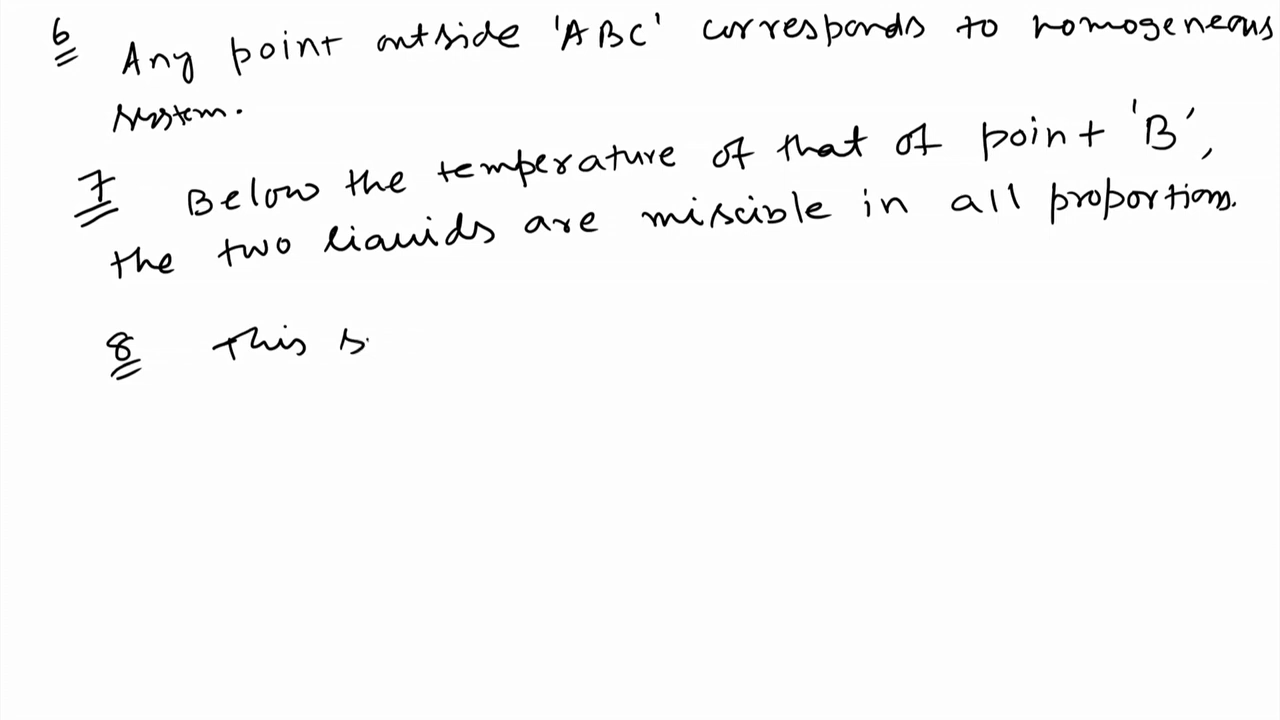 6 Any point outside 'ABC' corresponds to homogeneous
system.
7 Below the temperature of that of point 'B',
the two liquids are miscible in all proportions.
8 This s